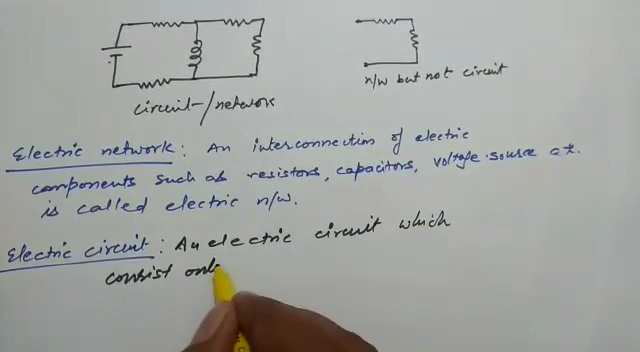 circuit/network
n/w but not circuit
Electric network: An interconnection of electric
components such as resistors, capacitors, voltage source etc.
is called electric n/w.
Electric circuit: An electric circuit which
consist only